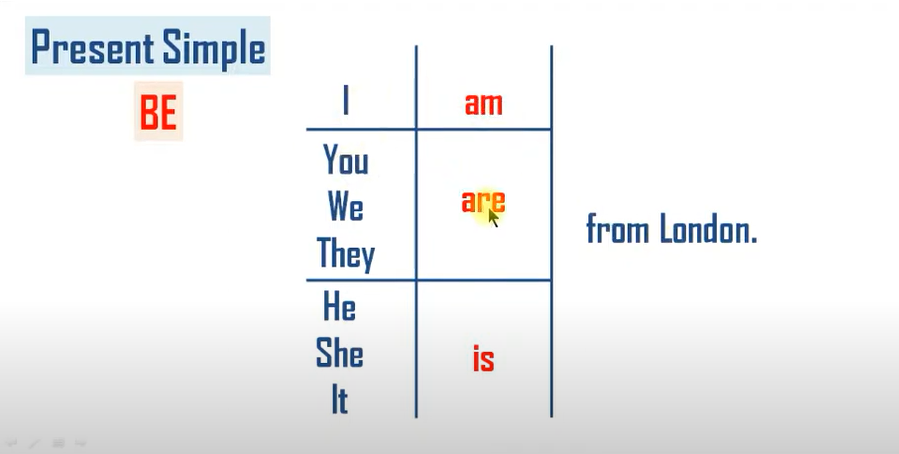 Present Simple
BE
I am
You
We are
They
from London.
He
She is
It